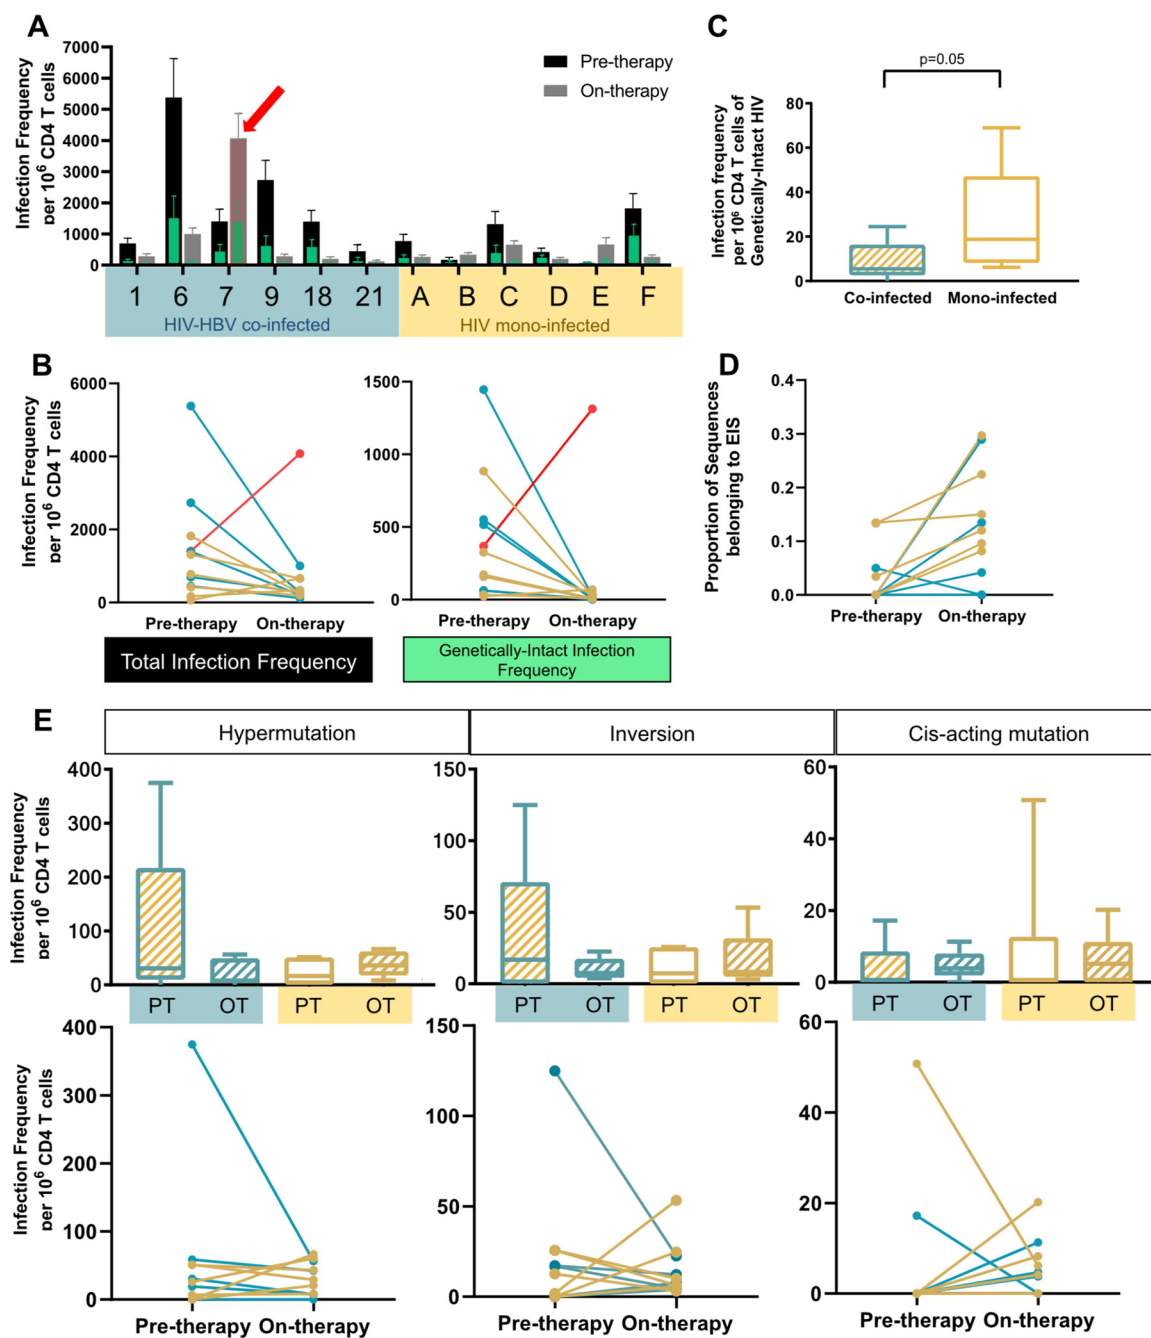 A
Infection Frequency
per 10⁶ CD4 T cells
7000
6000
5000
4000
3000
2000
1000
0
Pre-therapy
On-therapy
1 6 7 9 18 21 A B C D E F
HIV-HBV co-infected HIV mono-infected
C
Infection frequency
per 10⁶ CD4 T cells of
Genetically-Intact HIV
p=0.05
80
60
40
20
0
Co-infected Mono-infected
B
Infection Frequency
per 10⁶ CD4 T cells
6000
4000
2000
0
Pre-therapy On-therapy
Total Infection Frequency
1500
1000
500
0
Pre-therapy On-therapy
Genetically-Intact Infection
Frequency
D
Proportion of Sequences
belonging to EIS
0.4
0.3
0.2
0.1
0.0
Pre-therapy On-therapy
E
Hypermutation Inversion Cis-acting mutation
Infection Frequency
per 10⁶ CD4 T cells
400
300
200
100
0
PT OT PT OT
150
100
50
0
PT OT PT OT
60
40
20
0
PT OT PT OT
Infection Frequency
per 10⁶ CD4 T cells
400
300
200
100
0
Pre-therapy On-therapy
150
100
50
0
Pre-therapy On-therapy
60
40
20
0
Pre-therapy On-therapy